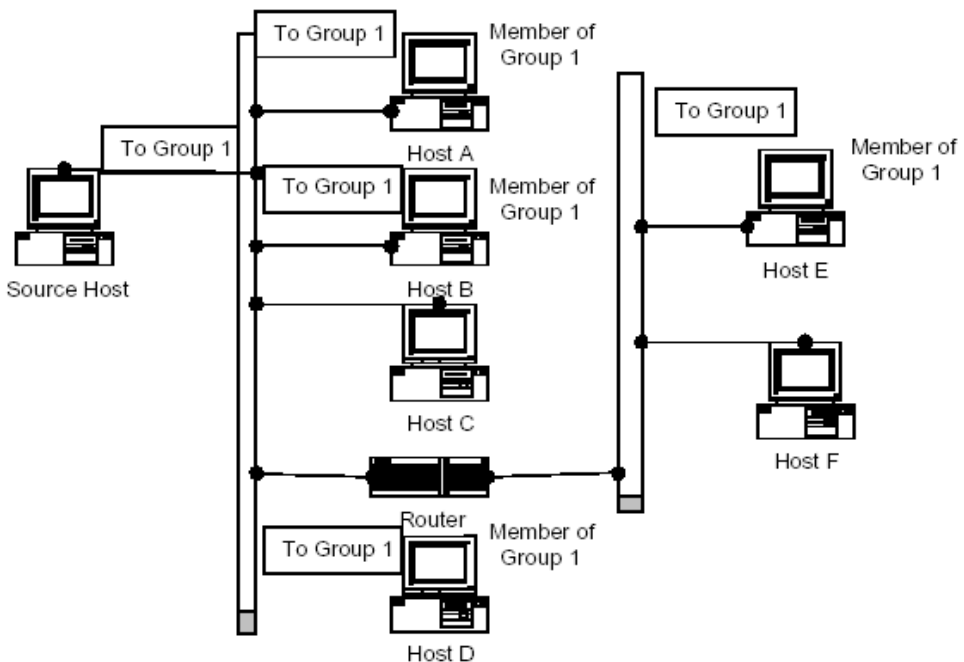 To Group 1
Member of
Group 1
Host A
To Group 1
Source Host
To Group 1
Member of
Group 1
Host B
Host C
Router
To Group 1
Member of
Group 1
Host D
To Group 1
Member of
Group 1
Host E
Host F